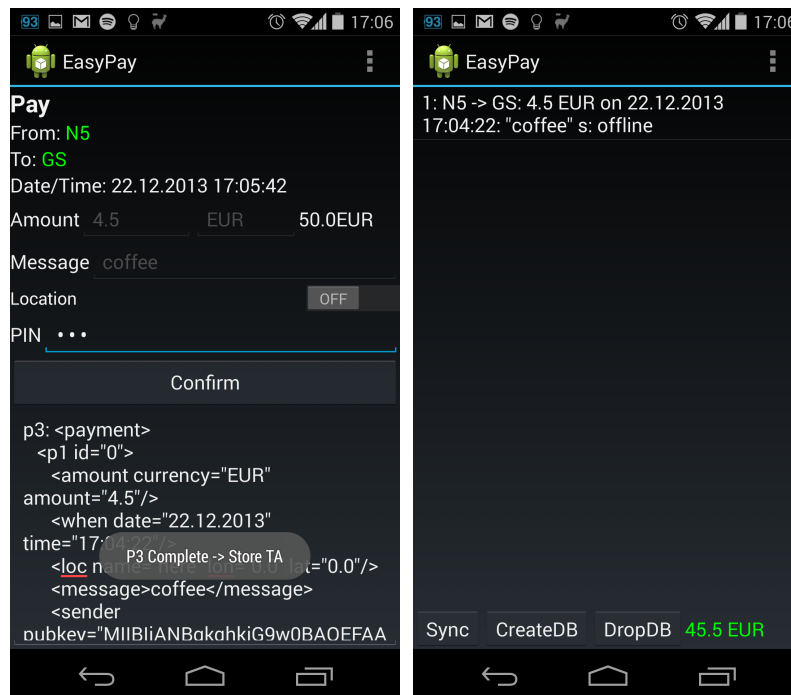 93
17:06
EasyPay
Pay
From: N5
To: GS
Date/Time: 22.12.2013 17:05:42
Amount 4.5 EUR 50.0EUR
Message coffee
Location OFF
PIN
Confirm
p3: <payment>
<p1 id="0">
<amount currency="EUR"
amount="4.5"/>
<when date="22.12.2013"
time="17:04:22"/>
P3 Complete -> Store TA
<loc name="here" lon="0.0" lat="0.0"/>
<message>coffee</message>
<sender
pubkey="MIIBIjANBgkqhkiG9w0BAQEFAA
93
17:06
EasyPay
1: N5 -> GS: 4.5 EUR on 22.12.2013
17:04:22: "coffee" s: offline
Sync CreateDB DropDB 45.5 EUR